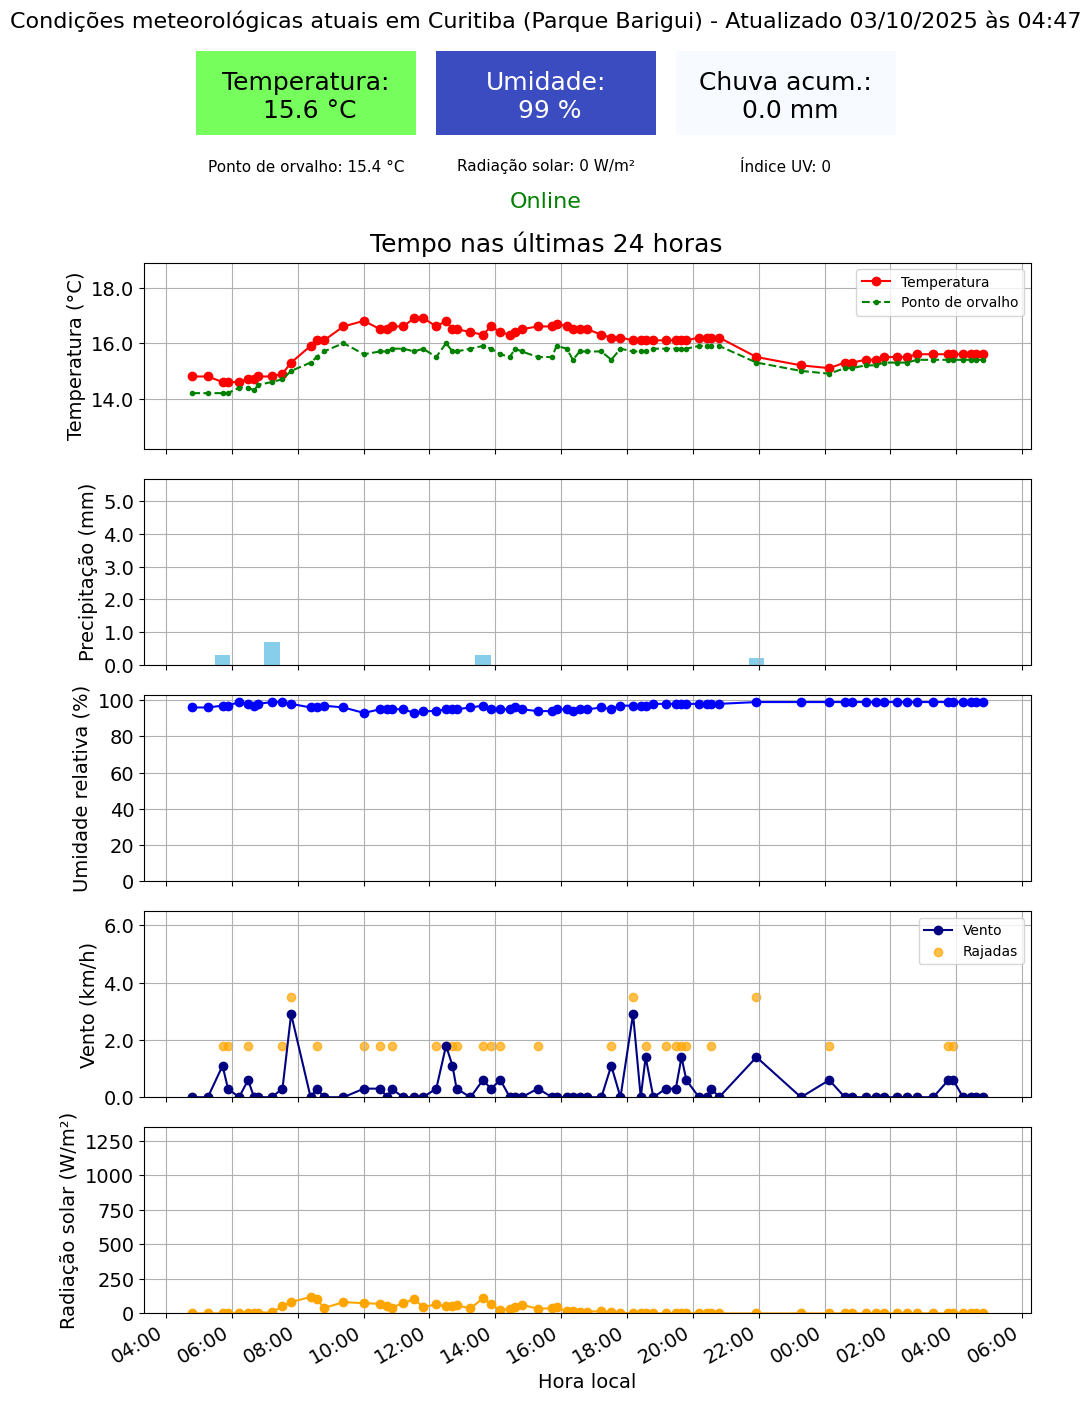 Condições meteorológicas atuais em Curitiba (Parque Barigui) - Atualizado 03/10/2025 às 04:47
Temperatura:
15.6 °C
Umidade:
99 %
Chuva acum.:
0.0 mm
Ponto de orvalho: 15.4 °C
Radiação solar: 0 W/m²
Índice UV: 0
Online
Tempo nas últimas 24 horas
Temperatura (°C)
18.0
16.0
14.0
Temperatura
Ponto de orvalho
Precipitação (mm)
5.0
4.0
3.0
2.0
1.0
0.0
Umidade relativa (%)
100
80
60
40
20
0
Vento (km/h)
6.0
4.0
2.0
0.0
Vento
Rajadas
Radiação solar (W/m²)
1250
1000
750
500
250
0
04:00
06:00
08:00
10:00
12:00
14:00
16:00
18:00
20:00
22:00
00:00
02:00
04:00
06:00
Hora local